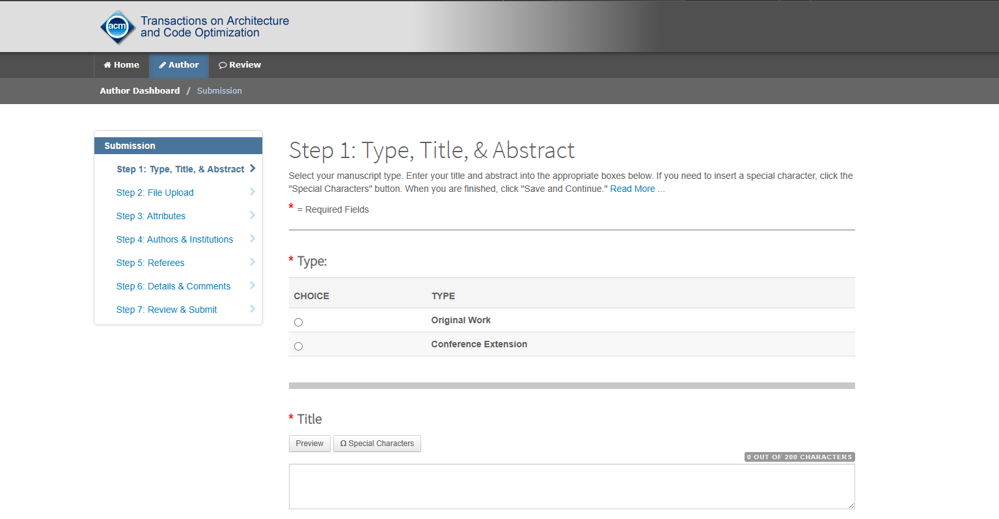 acm
Transactions on Architecture
and Code Optimization
Home
Author
Review
Author Dashboard / Submission
Submission
Step 1: Type, Title, & Abstract
Step 2: File Upload
Step 3: Attributes
Step 4: Authors & Institutions
Step 5: Referees
Step 6: Details & Comments
Step 7: Review & Submit
Step 1: Type, Title, & Abstract
Select your manuscript type. Enter your title and abstract into the appropriate boxes below. If you need to insert a special character, click the
"Special Characters" button. When you are finished, click "Save and Continue." Read More ...
* = Required Fields
* Type:
CHOICE TYPE
Original Work
Conference Extension
* Title
Preview Ω Special Characters
0 OUT OF 200 CHARACTERS